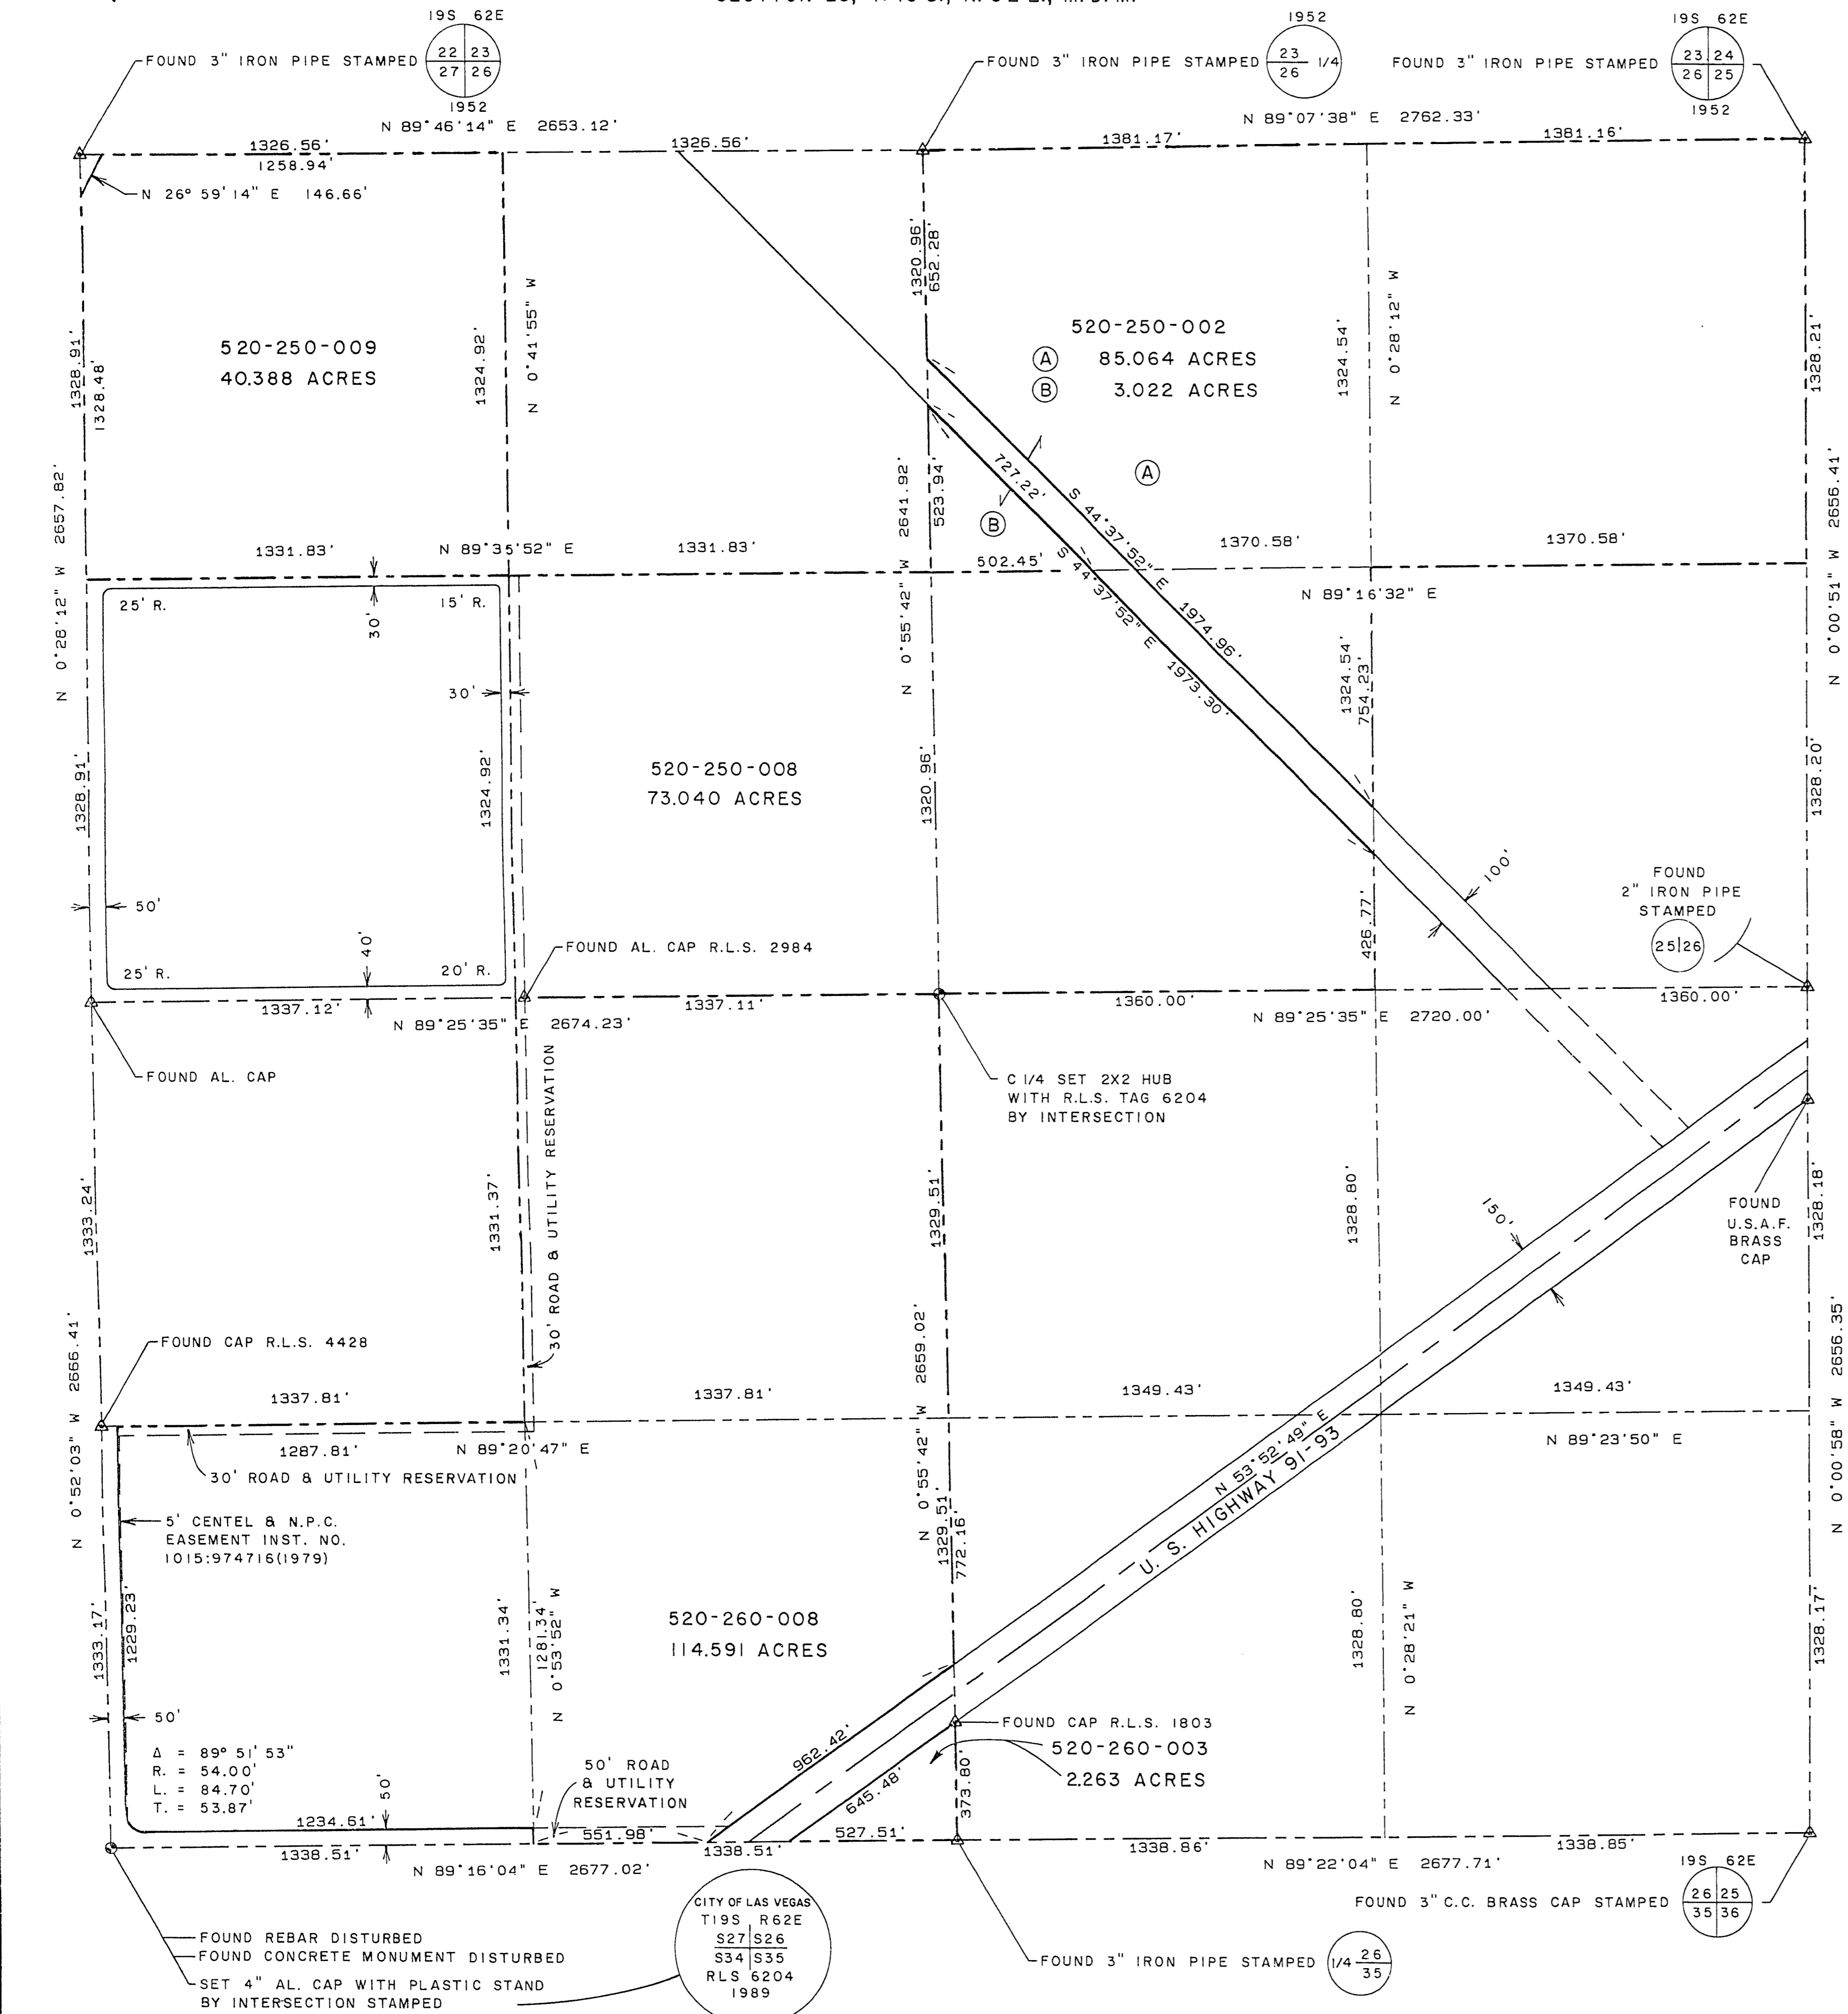 19S 62E
1952
19S 62E
FOUND 3" IRON PIPE STAMPED
22 23
27 26
FOUND 3" IRON PIPE STAMPED
23
26 1/4
FOUND 3" IRON PIPE STAMPED
23 24
26 25
1952
1952
N 89°46'14" E 2653.12'
N 89°07'38" E 2762.33'
1326.56'
1326.56'
1381.17'
1381.16'
1258.94'
N 26° 59' 14" E 146.66'
1320.96'
652.28'
N 0°41'55" W
N 0°28'12" W
520-250-009
40.388 ACRES
520-250-002
A 85.064 ACRES
B 3.022 ACRES
1328.91'
1328.48'
1324.92'
1324.54'
1328.21'
A
B
727.22'
S 44°37'52" E 1974.96'
S 44°37'52" E 1973.30'
N 0°28'12" W 2657.82'
N 0°55'42" W 2641.92'
523.94'
N 0°00'51" W 2656.41'
1331.83'
N 89°35'52" E
1331.83'
502.45'
1370.58'
1370.58'
N 89°16'32" E
25' R.
15' R.
30'
30'
1324.54'
754.23'
520-250-008
73.040 ACRES
1328.91'
1324.92'
1320.96'
1328.20'
100'
FOUND
2" IRON PIPE
STAMPED
25 26
50'
40'
426.77'
25' R.
20' R.
FOUND AL. CAP R.L.S. 2984
1337.12'
1337.11'
1360.00'
1360.00'
N 89°25'35" E 2674.23'
N 89°25'35" E 2720.00'
FOUND AL. CAP
C 1/4 SET 2X2 HUB
WITH R.L.S. TAG 6204
BY INTERSECTION
30' ROAD & UTILITY RESERVATION
1333.24'
1331.37'
1329.51'
1328.80'
150'
FOUND
U.S.A.F.
BRASS
CAP
1328.18'
N 0°52'03" W 2666.41'
FOUND CAP R.L.S. 4428
N 0°55'42" W 2659.02'
N 0°00'58" W 2656.35'
1337.81'
1337.81'
1349.43'
1349.43'
1287.81'
N 89°20'47" E
N 89°23'50" E
N 53°52'49" E
U. S. HIGHWAY 91-93
30' ROAD & UTILITY RESERVATION
5' CENTEL & N.P.C.
EASEMENT INST. NO.
1015:974716(1979)
1329.51'
772.16'
1333.17'
1229.23'
1331.34'
1281.34'
N 0°53'52" W
520-260-008
114.591 ACRES
1328.80'
N 0°28'21" W
1328.17'
50'
FOUND CAP R.L.S. 1803
520-260-003
2.263 ACRES
962.42'
645.48'
373.80'
Δ = 89° 51' 53"
R. = 54.00'
L. = 84.70'
T. = 53.87'
50'
50' ROAD
& UTILITY
RESERVATION
1234.61'
551.98'
527.51'
1338.51'
1338.51'
1338.86'
1338.85'
N 89°16'04" E 2677.02'
N 89°22'04" E 2677.71'
19S 62E
FOUND 3" C.C. BRASS CAP STAMPED
26 25
35 36
CITY OF LAS VEGAS
T19S R62E
S27 S26
S34 S35
RLS 6204
1989
FOUND REBAR DISTURBED
FOUND CONCRETE MONUMENT DISTURBED
SET 4" AL. CAP WITH PLASTIC STAND
BY INTERSECTION STAMPED
FOUND 3" IRON PIPE STAMPED
1/4 26
35